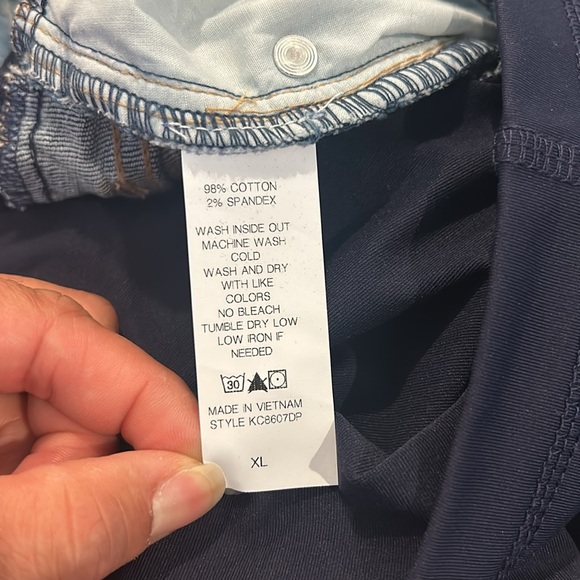 98% COTTON
2% SPANDEX
WASH INSIDE OUT
MACHINE WASH
COLD
WASH AND DRY
WITH LIKE
COLORS
NO BLEACH
TUMBLE DRY LOW
LOW IRON IF
NEEDED
30
MADE IN VIETNAM
STYLE KC8607DP
XL